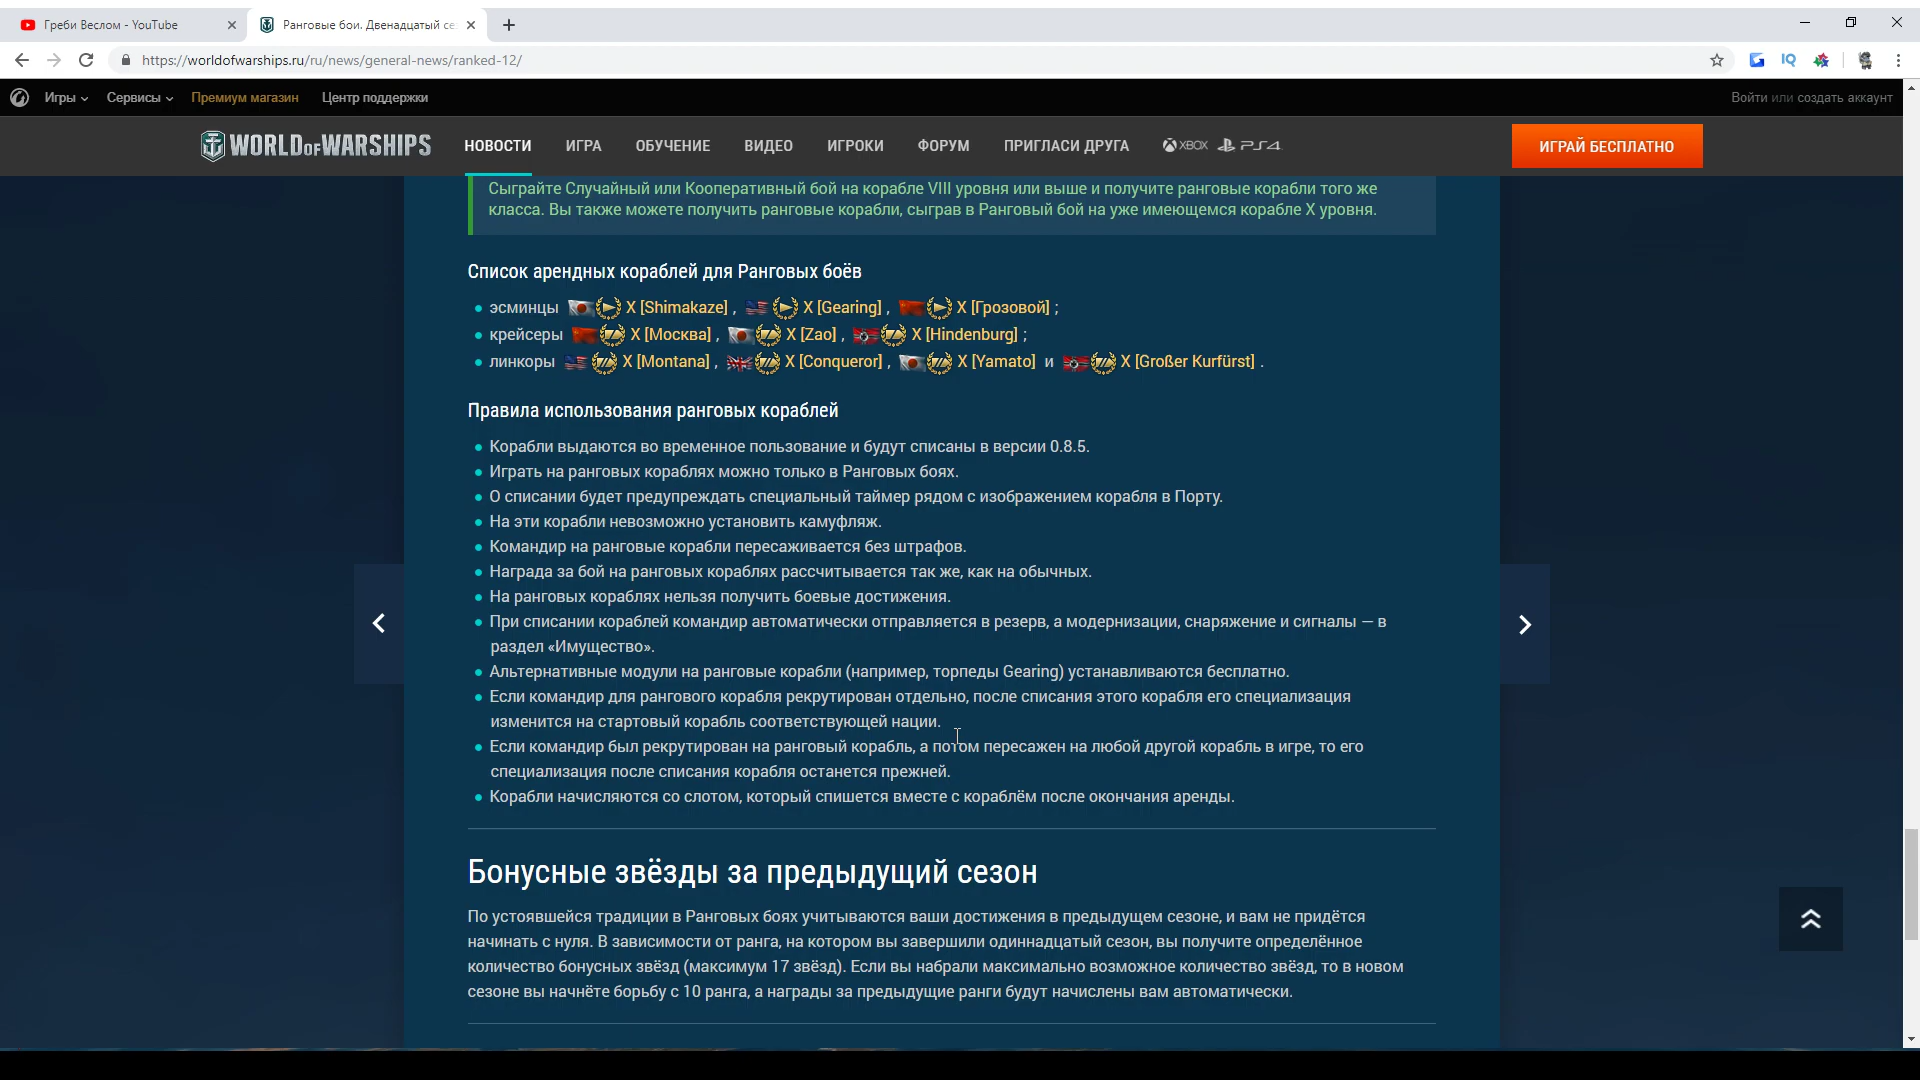 Греби Веслом - YouTube
Ранговые бои. Двенадцатый се
https://worldofwarships.ru/ru/news/general-news/ranked-12/
IQ
Игры Сервисы Премиум магазин Центр поддержки Войти или создать аккаунт
WORLD OF WARSHIPS НОВОСТИ ИГРА ОБУЧЕНИЕ ВИДЕО ИГРОКИ ФОРУМ ПРИГЛАСИ ДРУГА XBOX PS4 ИГРАЙ БЕСПЛАТНО
Сыграйте Случайный или Кооперативный бой на корабле VIII уровня или выше и получите ранговые корабли того же
класса. Вы также можете получить ранговые корабли, сыграв в Ранговый бой на уже имеющемся корабле X уровня.
Список арендных кораблей для Ранговых боёв
эсминцы X [Shimakaze] , X [Gearing] , X [Грозовой] ;
крейсеры X [Москва] , X [Zao] , X [Hindenburg] ;
линкоры X [Montana] , X [Conqueror] , X [Yamato] и X [Großer Kurfürst] .
Правила использования ранговых кораблей
Корабли выдаются во временное пользование и будут списаны в версии 0.8.5.
Играть на ранговых кораблях можно только в Ранговых боях.
О списании будет предупреждать специальный таймер рядом с изображением корабля в Порту.
На эти корабли невозможно установить камуфляж.
Командир на ранговые корабли пересаживается без штрафов.
Награда за бой на ранговых кораблях рассчитывается так же, как на обычных.
На ранговых кораблях нельзя получить боевые достижения.
При списании кораблей командир автоматически отправляется в резерв, а модернизации, снаряжение и сигналы — в
раздел «Имущество».
Альтернативные модули на ранговые корабли (например, торпеды Gearing) устанавливаются бесплатно.
Если командир для рангового корабля рекрутирован отдельно, после списания этого корабля его специализация
изменится на стартовый корабль соответствующей нации.
Если командир был рекрутирован на ранговый корабль, а потом пересажен на любой другой корабль в игре, то его
специализация после списания корабля останется прежней.
Корабли начисляются со слотом, который спишется вместе с кораблём после окончания аренды.
Бонусные звёзды за предыдущий сезон
По устоявшейся традиции в Ранговых боях учитываются ваши достижения в предыдущем сезоне, и вам не придётся
начинать с нуля. В зависимости от ранга, на котором вы завершили одиннадцатый сезон, вы получите определённое
количество бонусных звёзд (максимум 17 звёзд). Если вы набрали максимально возможное количество звёзд, то в новом
сезоне вы начнёте борьбу с 10 ранга, а награды за предыдущие ранги будут начислены вам автоматически.